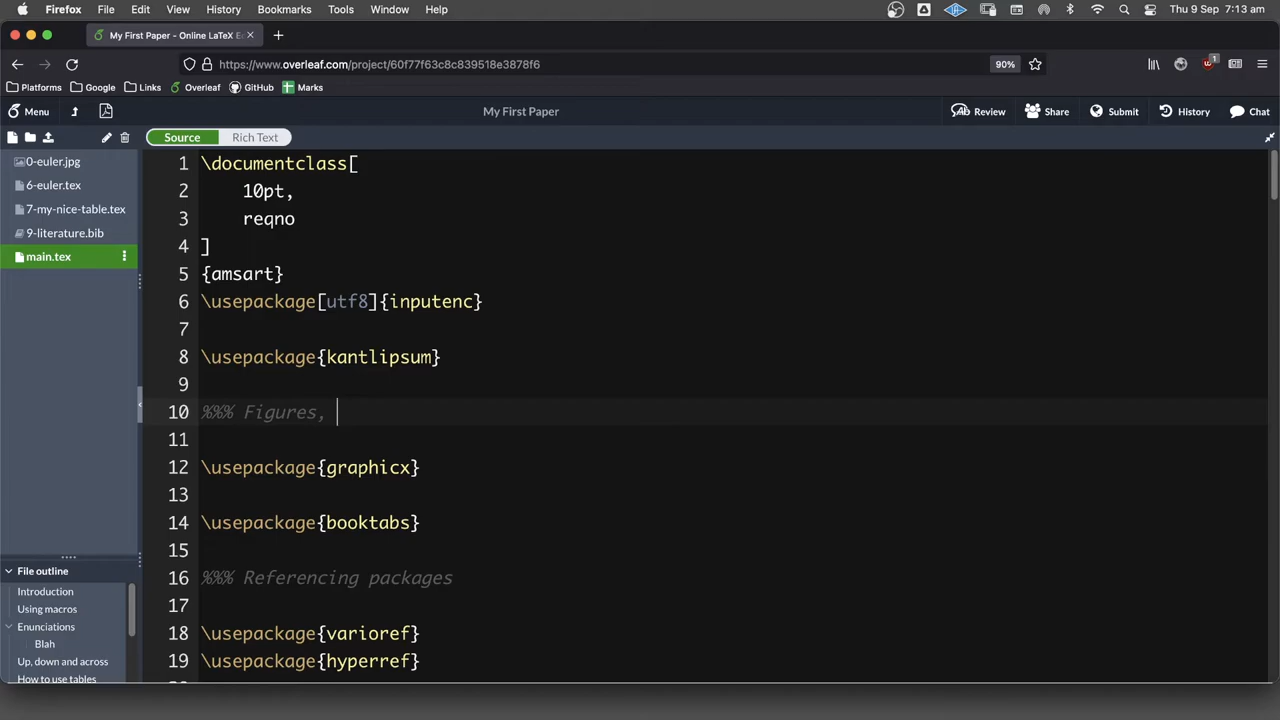 Firefox File Edit View History Bookmarks Tools Window Help Thu 9 Sep 7:13 am
My First Paper - Online LaTeX Ed
https://www.overleaf.com/project/60f77f63c8c839518e3878f6 90% 1
Platforms Google Links Overleaf GitHub Marks
Menu My First Paper Review Share Submit History Chat
Source Rich Text
0-euler.jpg
6-euler.tex
7-my-nice-table.tex
9-literature.bib
main.tex
File outline
Introduction
Using macros
Enunciations
Blah
Up, down and across
How to use tables
1 \documentclass[
2 10pt,
3 reqno
4 ]
5 {amsart}
6 \usepackage[utf8]{inputenc}
7
8 \usepackage{kantlipsum}
9
10 %%% Figures,
11
12 \usepackage{graphicx}
13
14 \usepackage{booktabs}
15
16 %%% Referencing packages
17
18 \usepackage{varioref}
19 \usepackage{hyperref}